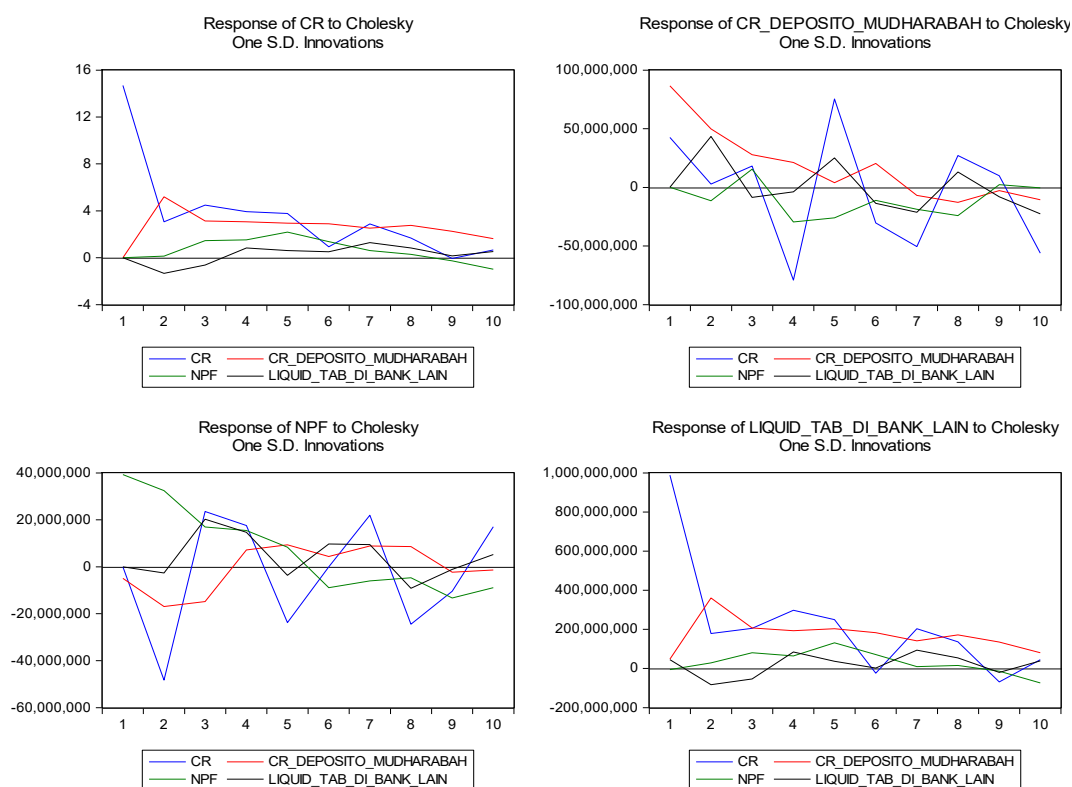 Response of CR to Cholesky
One S.D. Innovations
16
12
8
4
0
-4
1 2 3 4 5 6 7 8 9 10
CR CR_DEPOSITO_MUDHARABAH
NPF LIQUID_TAB_DI_BANK_LAIN
Response of CR_DEPOSITO_MUDHARABAH to Cholesky
One S.D. Innovations
100,000,000
50,000,000
0
-50,000,000
-100,000,000
1 2 3 4 5 6 7 8 9 10
CR CR_DEPOSITO_MUDHARABAH
NPF LIQUID_TAB_DI_BANK_LAIN
Response of NPF to Cholesky
One S.D. Innovations
40,000,000
20,000,000
0
-20,000,000
-40,000,000
-60,000,000
1 2 3 4 5 6 7 8 9 10
CR CR_DEPOSITO_MUDHARABAH
NPF LIQUID_TAB_DI_BANK_LAIN
Response of LIQUID_TAB_DI_BANK_LAIN to Cholesky
One S.D. Innovations
1,000,000,000
800,000,000
600,000,000
400,000,000
200,000,000
0
-200,000,000
1 2 3 4 5 6 7 8 9 10
CR CR_DEPOSITO_MUDHARABAH
NPF LIQUID_TAB_DI_BANK_LAIN